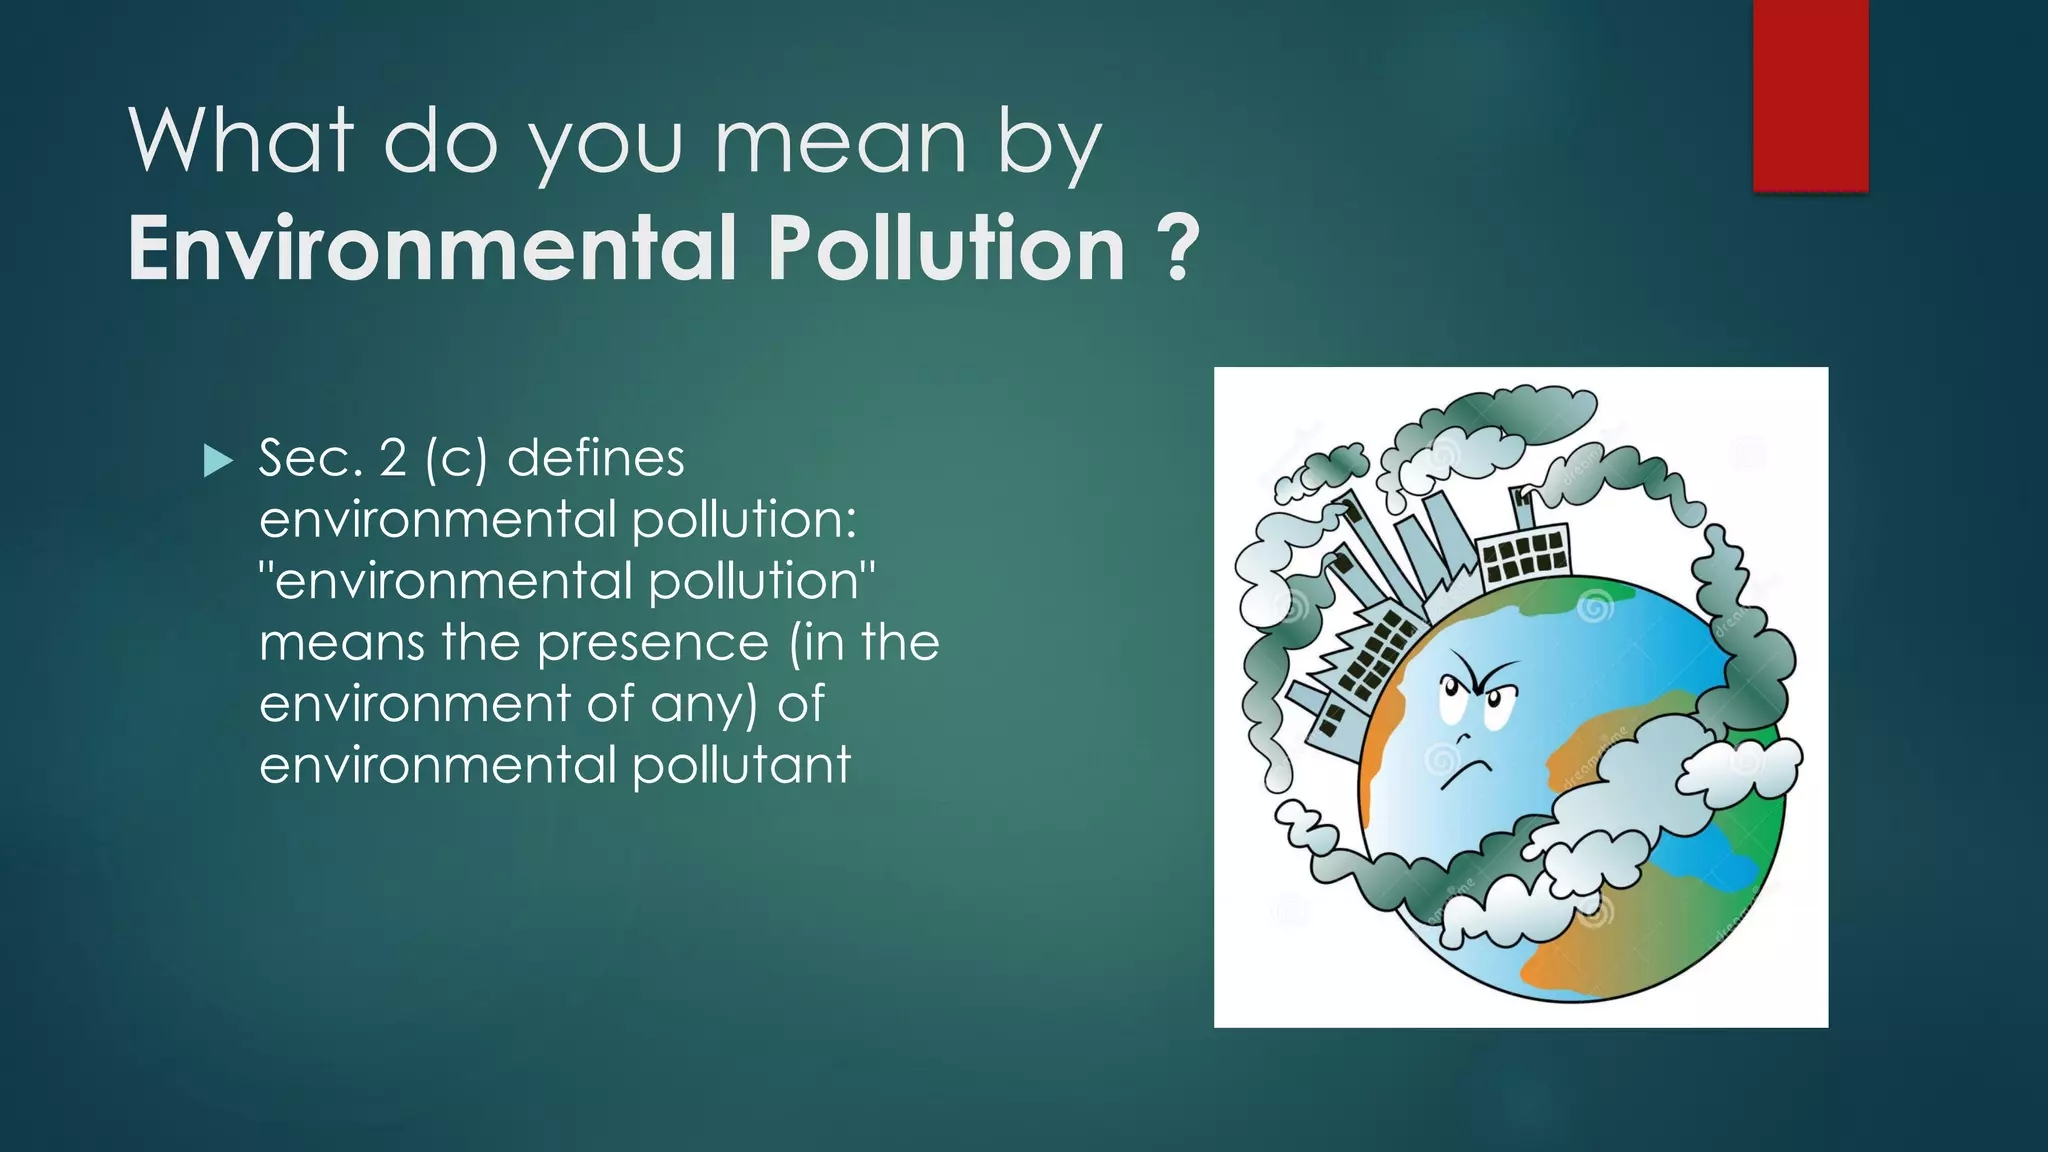 What do you mean by
Environmental Pollution ?
Sec. 2 (c) defines
environmental pollution:
"environmental pollution"
means the presence (in the
environment of any) of
environmental pollutant